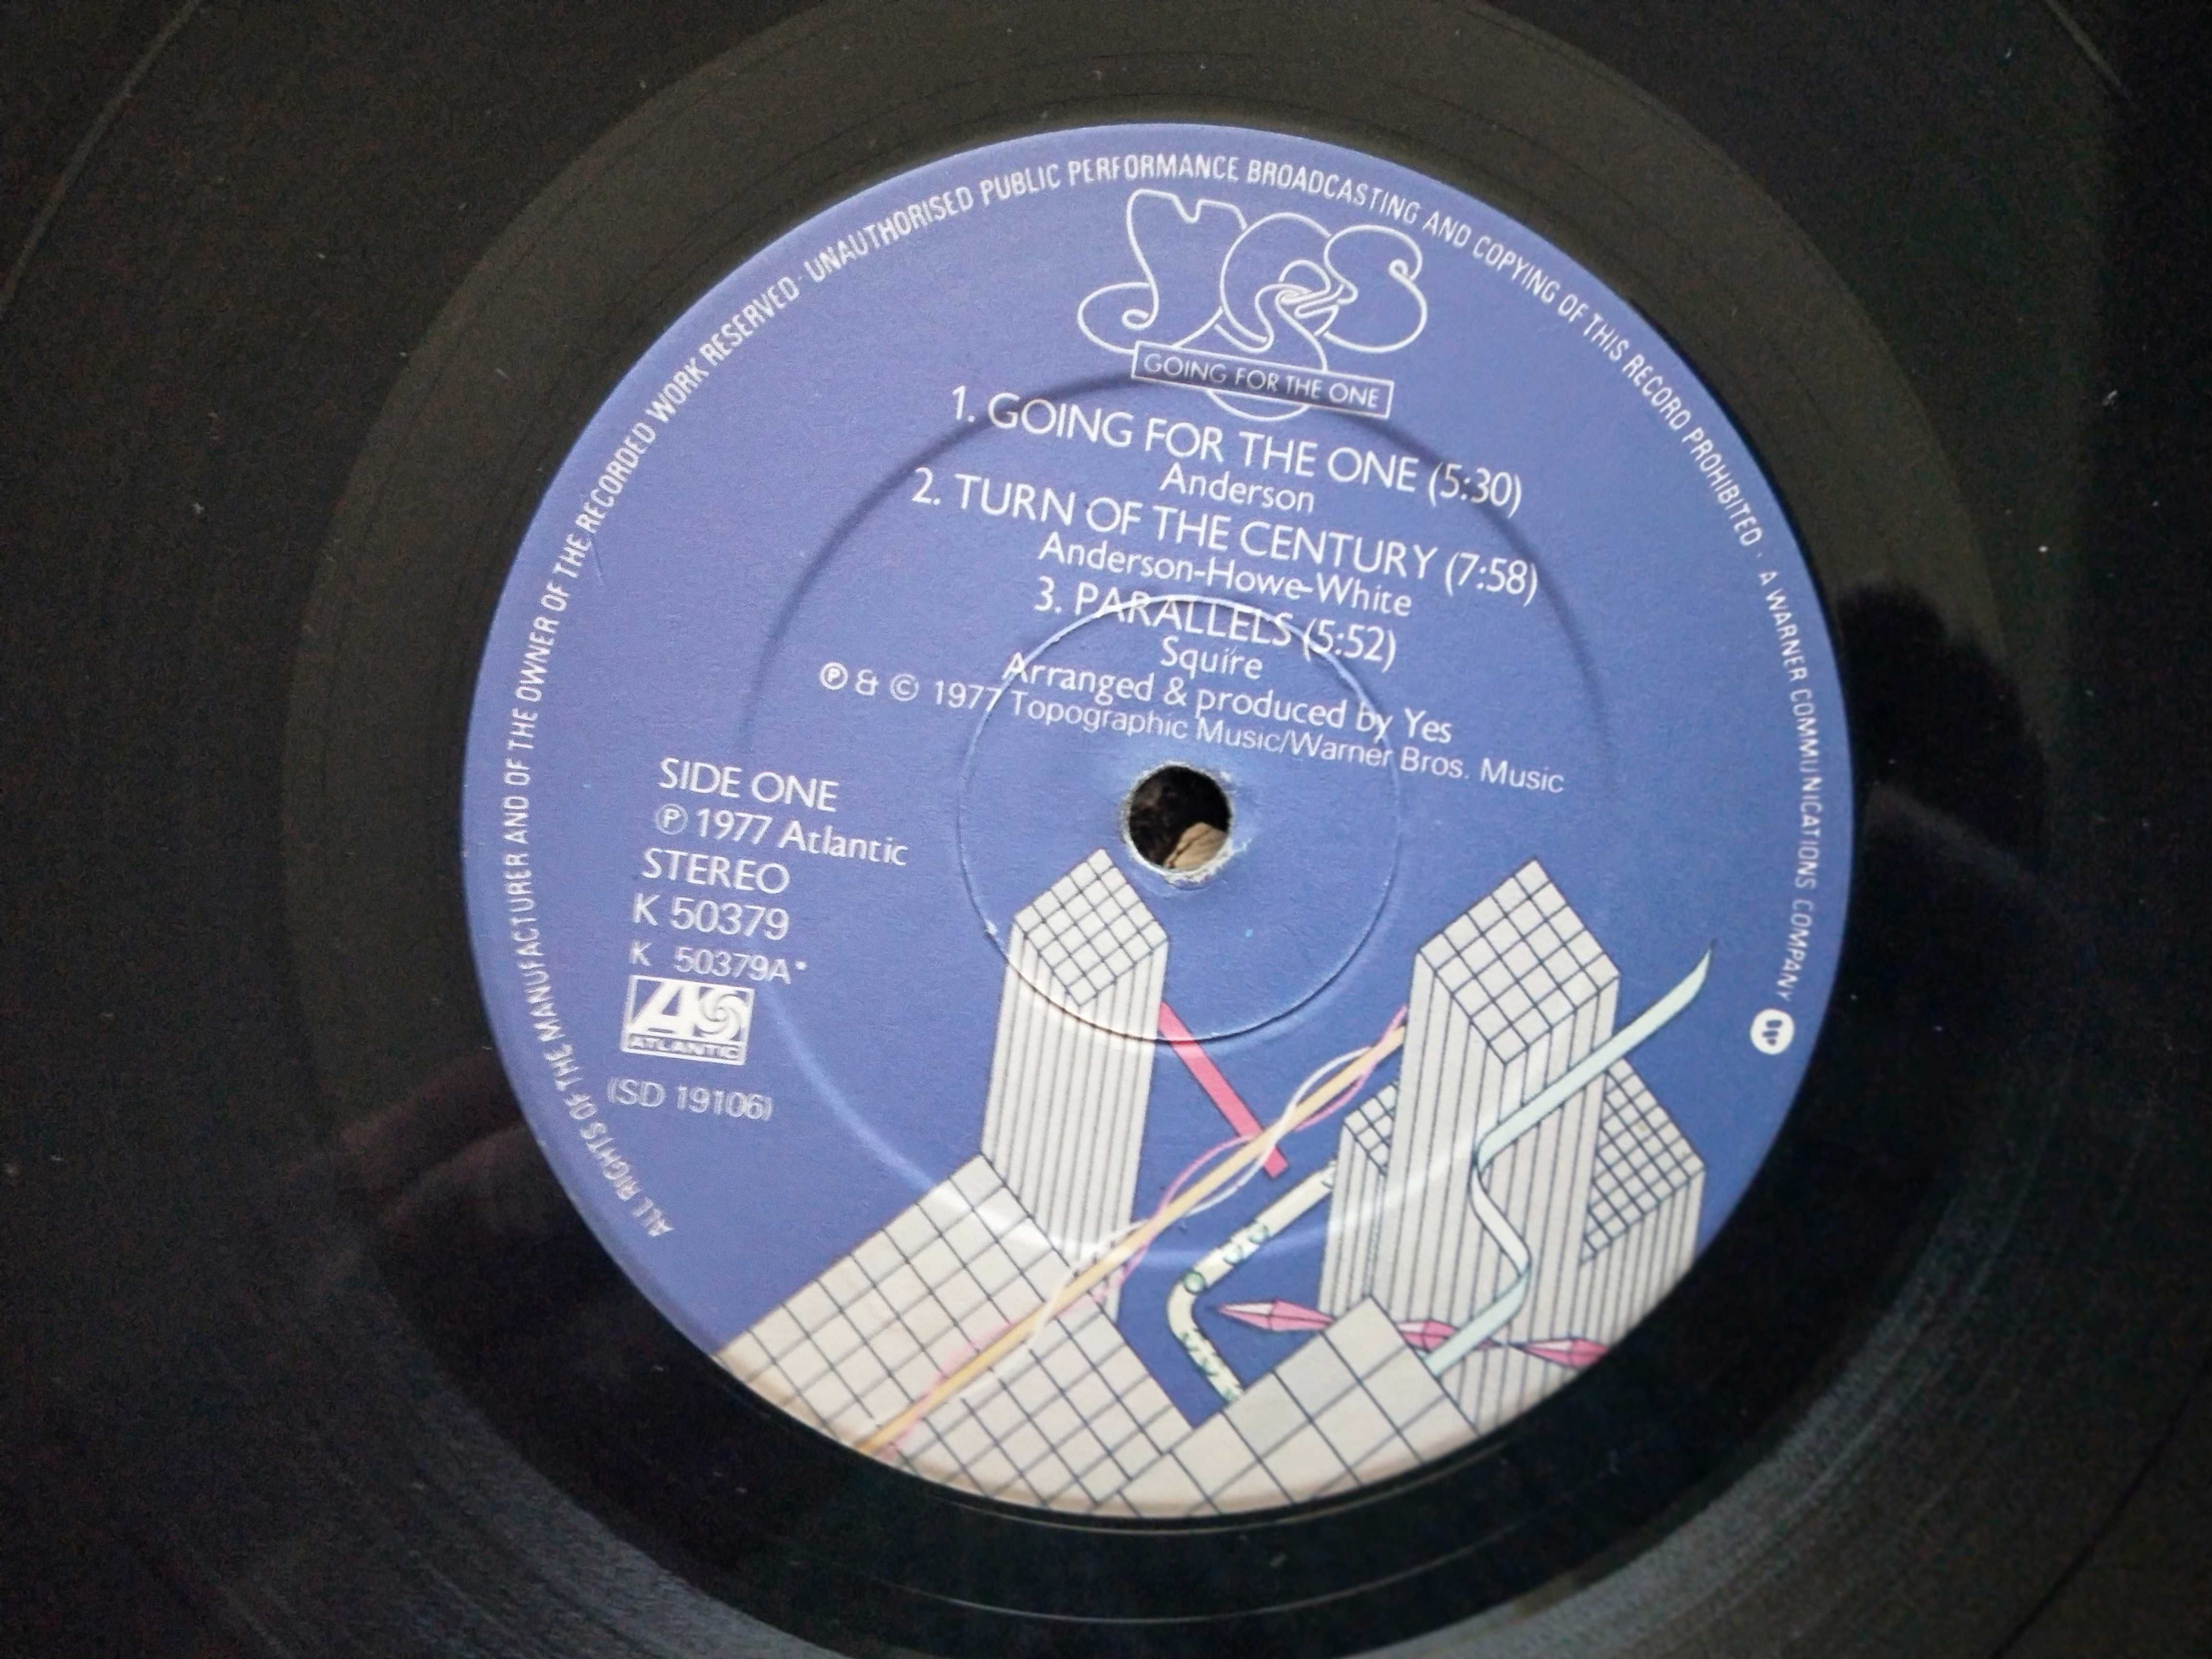 ALL RIGHTS OF THE MANUFACTURER AND OF THE OWNER OF THE RECORDED WORK RESERVED · UNAUTHORISED PUBLIC PERFORMANCE BROADCASTING AND COPYING OF THIS RECORD PROHIBITED · A WARNER COMMUNICATIONS COMPANY
YES
GOING FOR THE ONE
1. GOING FOR THE ONE (5:30)
Anderson
2. TURN OF THE CENTURY (7:58)
Anderson-Howe-White
3. PARALLELS (5:52)
Squire
Arranged & produced by Yes
℗ & © 1977 Topographic Music/Warner Bros. Music
SIDE ONE
℗ 1977 Atlantic
STEREO
K 50379
K 50379A*
ATLANTIC
(SD 19106)